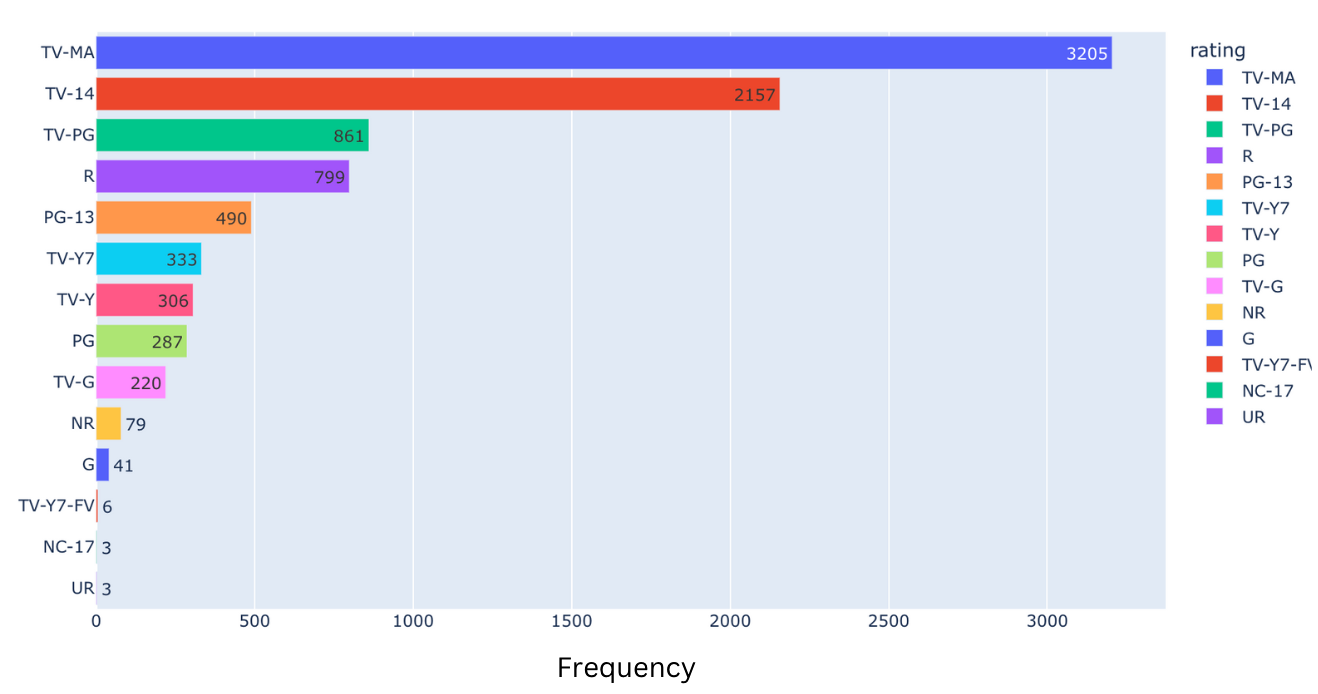 TV-MA 3205
TV-14 2157
TV-PG 861
R 799
PG-13 490
TV-Y7 333
TV-Y 306
PG 287
TV-G 220
NR 79
G 41
TV-Y7-FV 6
NC-17 3
UR 3
0 500 1000 1500 2000 2500 3000
Frequency
rating
TV-MA
TV-14
TV-PG
R
PG-13
TV-Y7
TV-Y
PG
TV-G
NR
G
TV-Y7-F
NC-17
UR